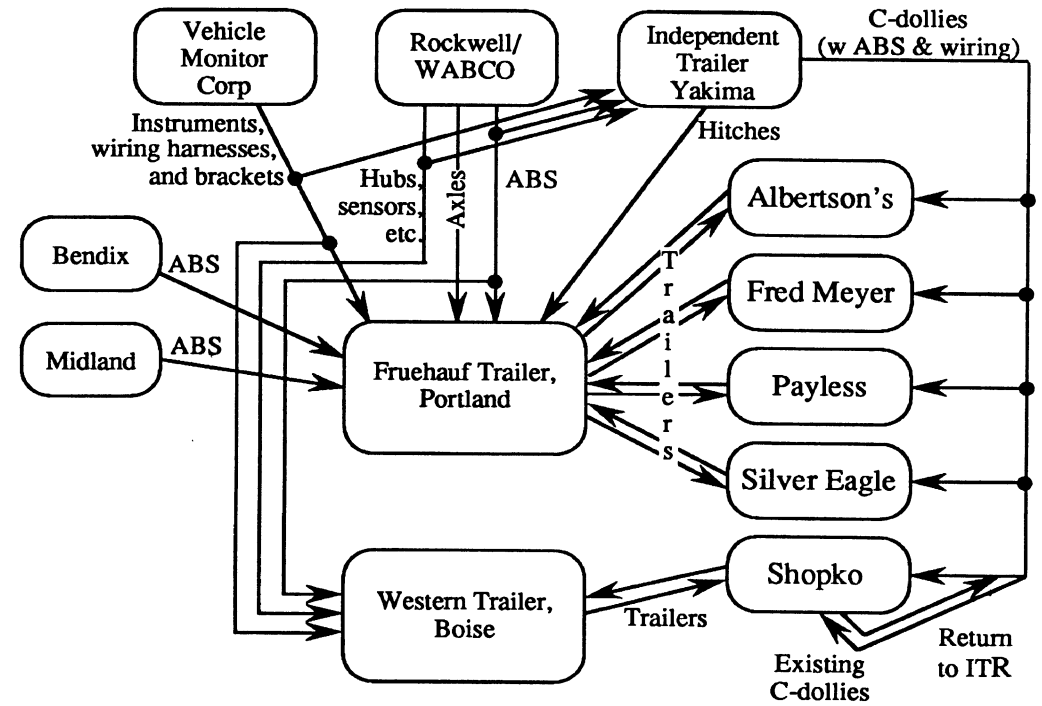 Vehicle
Monitor
Corp
Rockwell/
WABCO
Independent
Trailer
Yakima
C-dollies
(w ABS & wiring)
Instruments,
wiring harnesses,
and brackets
Hubs,
sensors,
etc.
Axles
ABS
Hitches
Bendix
ABS
Midland
ABS
Fruehauf Trailer,
Portland
Trailers
Albertson's
Fred Meyer
Payless
Silver Eagle
Shopko
Western Trailer,
Boise
Trailers
Existing
C-dollies
Return
to ITR